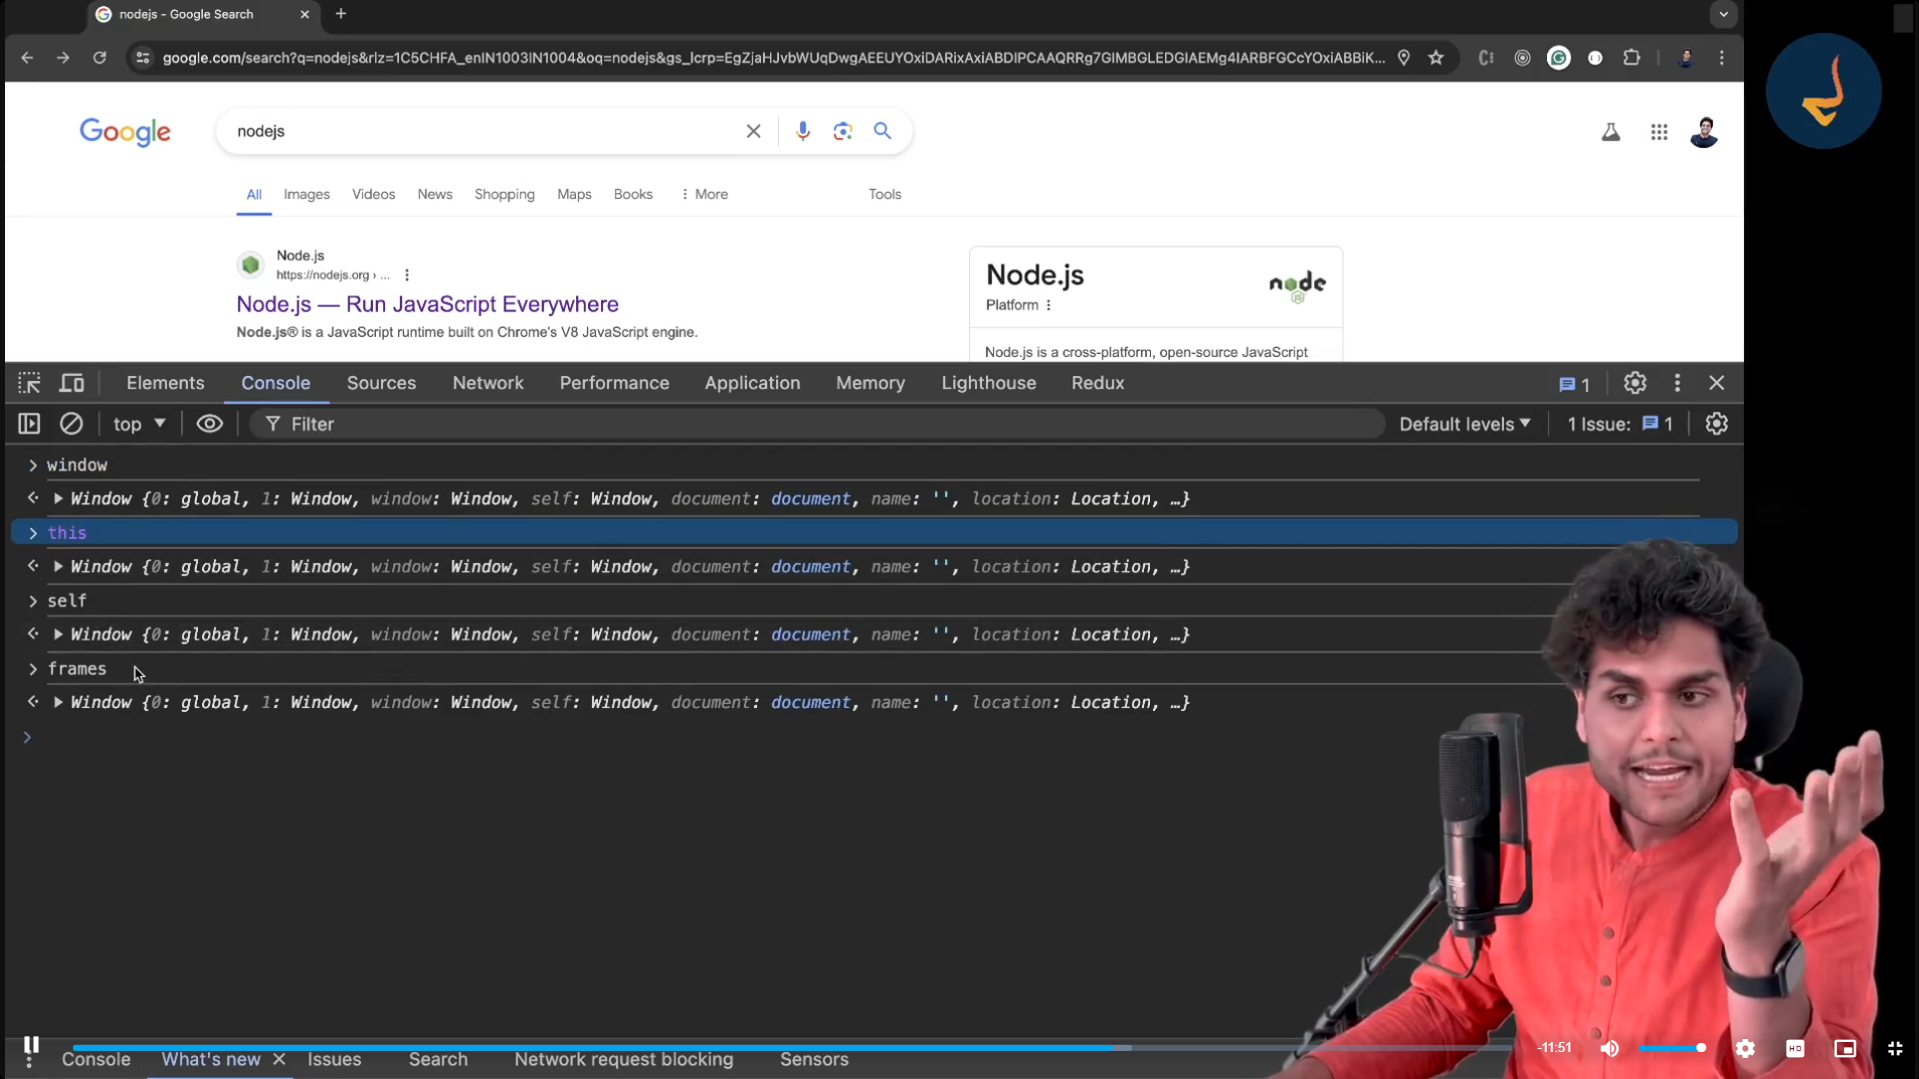 nodejs - Google Search
google.com/search?q=nodejs&rlz=1C5CHFA_enIN1003IN1004&oq=nodejs&gs_lcrp=EgZjaHJvbWUqDwgAEEUYOxiDARixAxiABDIPCAAQRRg7GIMBGLEDGIAEMg4IARBFGCcYOxiABBiK...
Google
nodejs
All Images Videos News Shopping Maps Books More Tools
Node.js
https://nodejs.org › ...
Node.js — Run JavaScript Everywhere
Node.js® is a JavaScript runtime built on Chrome's V8 JavaScript engine.
Node.js
Platform
node
JS
Node.js is a cross-platform, open-source JavaScript
Elements Console Sources Network Performance Application Memory Lighthouse Redux 1
top Filter Default levels 1 Issue: 1
> window
Window {0: global, 1: Window, window: Window, self: Window, document: document, name: '', location: Location, …}
> this
Window {0: global, 1: Window, window: Window, self: Window, document: document, name: '', location: Location, …}
> self
Window {0: global, 1: Window, window: Window, self: Window, document: document, name: '', location: Location, …}
> frames
Window {0: global, 1: Window, window: Window, self: Window, document: document, name: '', location: Location, …}
>
-11:51 HD
Console What's new Issues Search Network request blocking Sensors